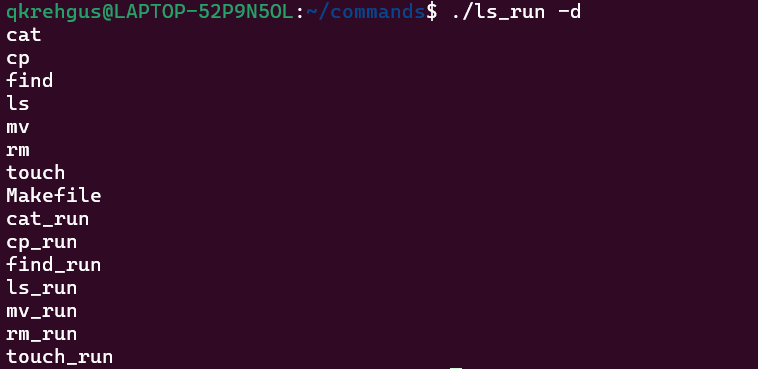 qkrehgus@LAPTOP-52P9N5OL:~/commands$ ./ls_run -d
cat
cp
find
ls
mv
rm
touch
Makefile
cat_run
cp_run
find_run
ls_run
mv_run
rm_run
touch_run